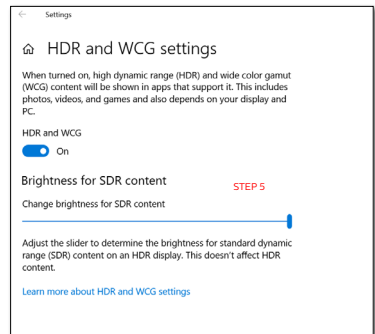 Settings
HDR and WCG settings
When turned on, high dynamic range (HDR) and wide color gamut
(WCG) content will be shown in apps that support it. This includes
photos, videos, and games and also depends on your display and
PC.
HDR and WCG
On
Brightness for SDR content
STEP 5
Change brightness for SDR content
Adjust the slider to determine the brightness for standard dynamic
range (SDR) content on an HDR display. This doesn't affect HDR
content.
Learn more about HDR and WCG settings